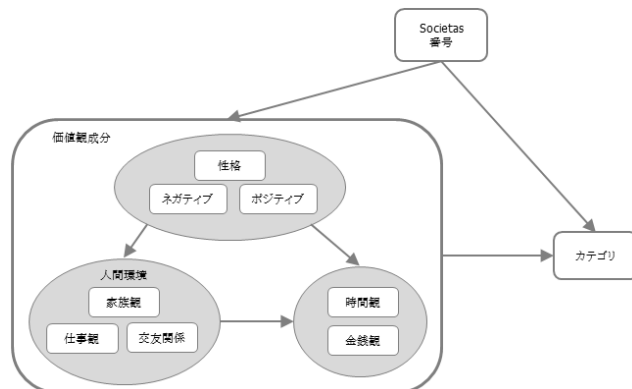 Societas
番号
価値観成分
性格
ネガティブ
ポジティブ
カテゴリ
人間環境
家族観
仕事観
交友関係
時間観
金銭観